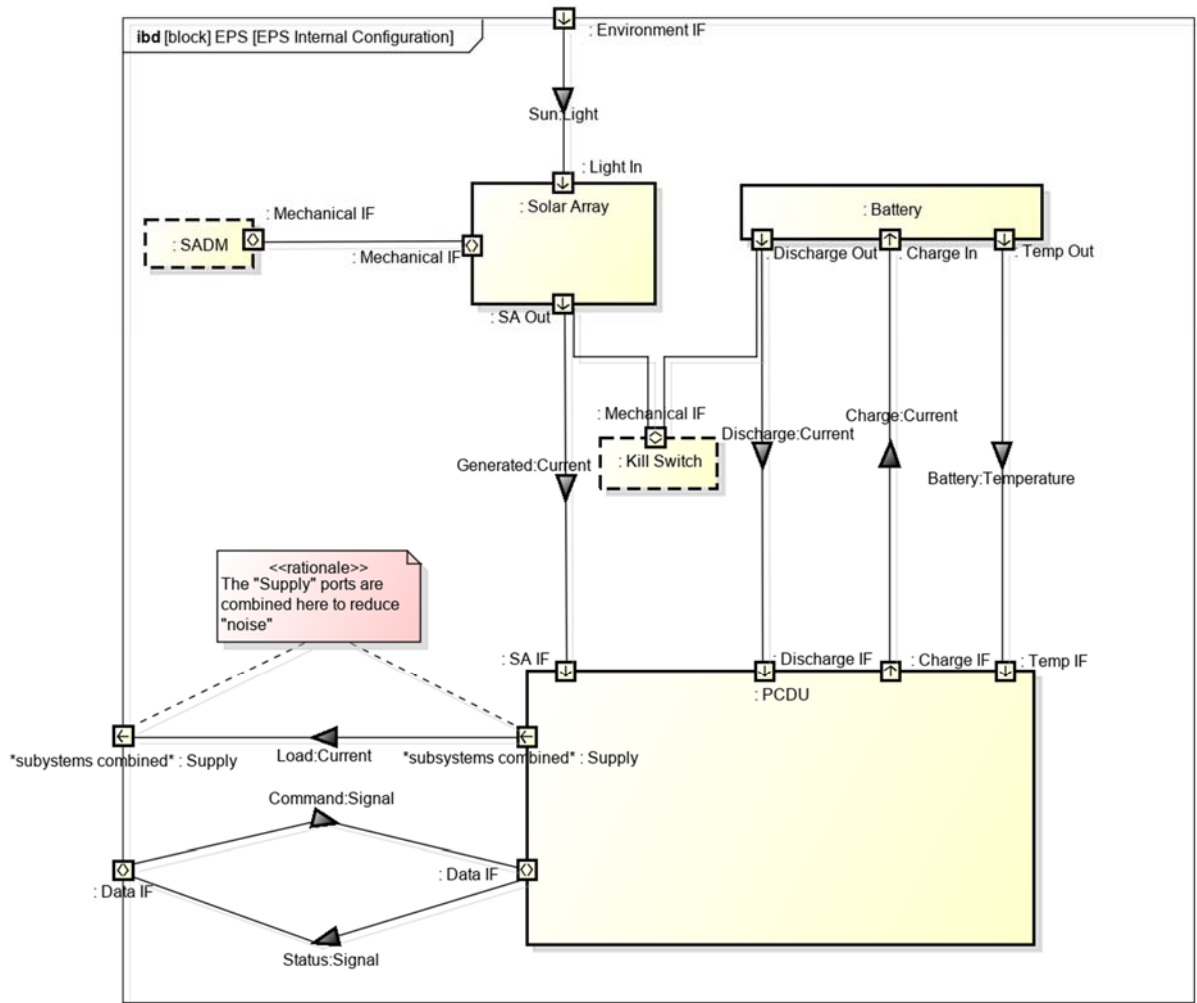 : Environment IF
ibd [block] EPS [EPS Internal Configuration]
Sun:Light
: Light In
: Solar Array
: Battery
: Mechanical IF
: SADM
: Mechanical IF
: Discharge Out
: Charge In
: Temp Out
: SA Out
: Mechanical IF
Charge:Current
Discharge:Current
: Kill Switch
Generated:Current
Battery:Temperature
<<rationale>>
The "Supply" ports are
combined here to reduce
"noise"
: SA IF
: Discharge IF
: Charge IF
: Temp IF
: PCDU
*subystems combined* : Supply
Load:Current
*subsystems combined* : Supply
Command:Signal
: Data IF
: Data IF
Status:Signal